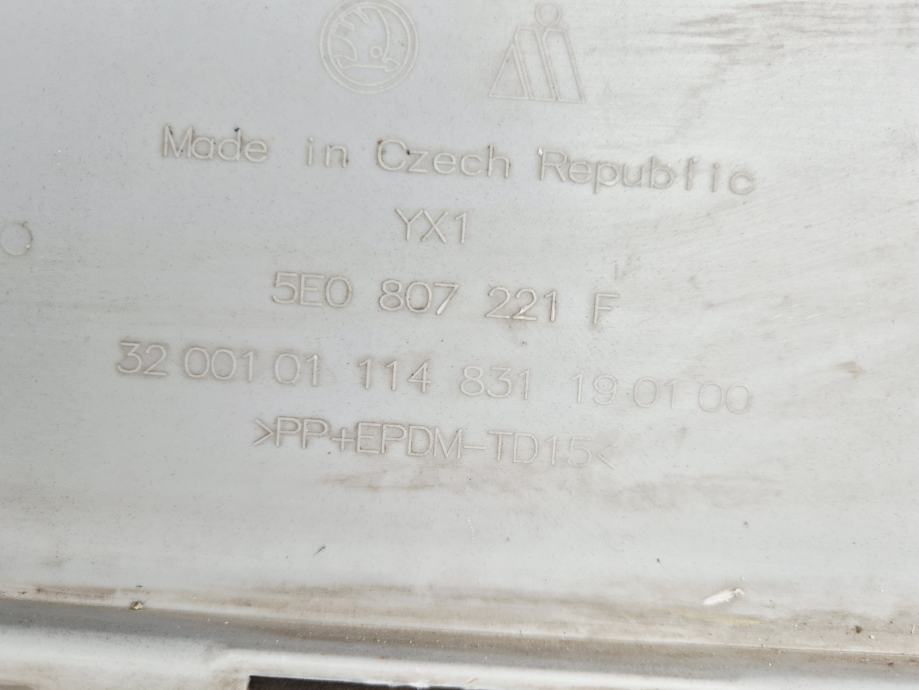 Made in Czech Republic
YX1
5E0 807 221 F
32 001 01 114 831 19 01 00
>PP+EPDM-TD15<